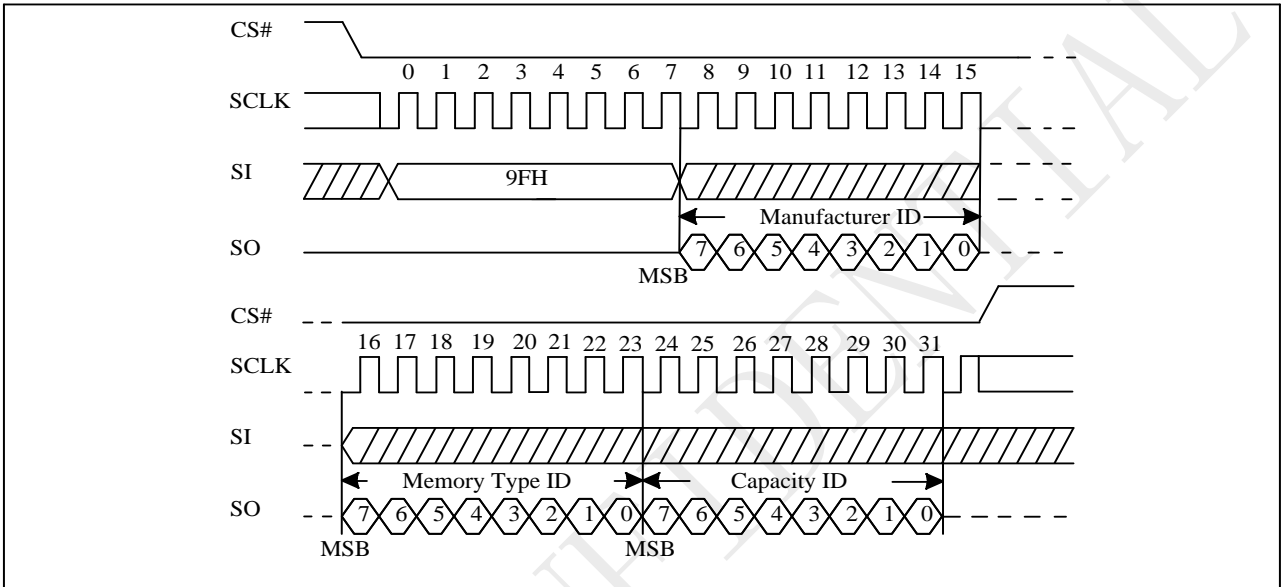 CS#
0 1 2 3 4 5 6 7 8 9 10 11 12 13 14 15
SCLK
SI
9FH
Manufacturer ID
SO
7 6 5 4 3 2 1 0
MSB
CS#
16 17 18 19 20 21 22 23 24 25 26 27 28 29 30 31
SCLK
SI
Memory Type ID Capacity ID
SO
7 6 5 4 3 2 1 0 7 6 5 4 3 2 1 0
MSB MSB
NFIDENTIAL